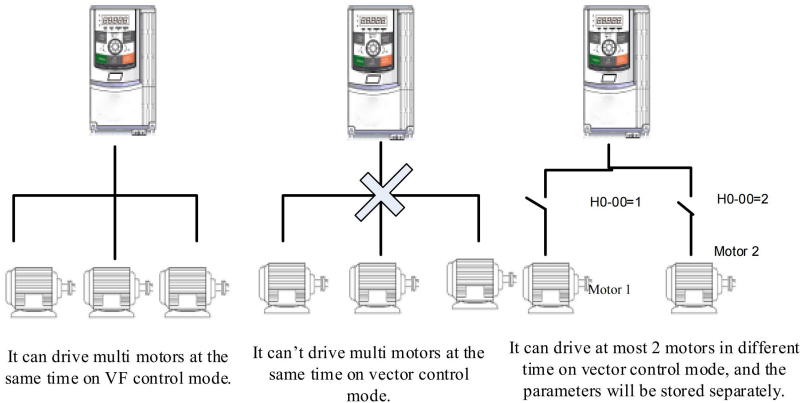 H0-00=1
H0-00=2
Motor 2
Motor 1
It can drive multi motors at the
same time on VF control mode.
It can’t drive multi motors at the
same time on vector control
mode.
It can drive at most 2 motors in different
time on vector control mode, and the
parameters will be stored separately.